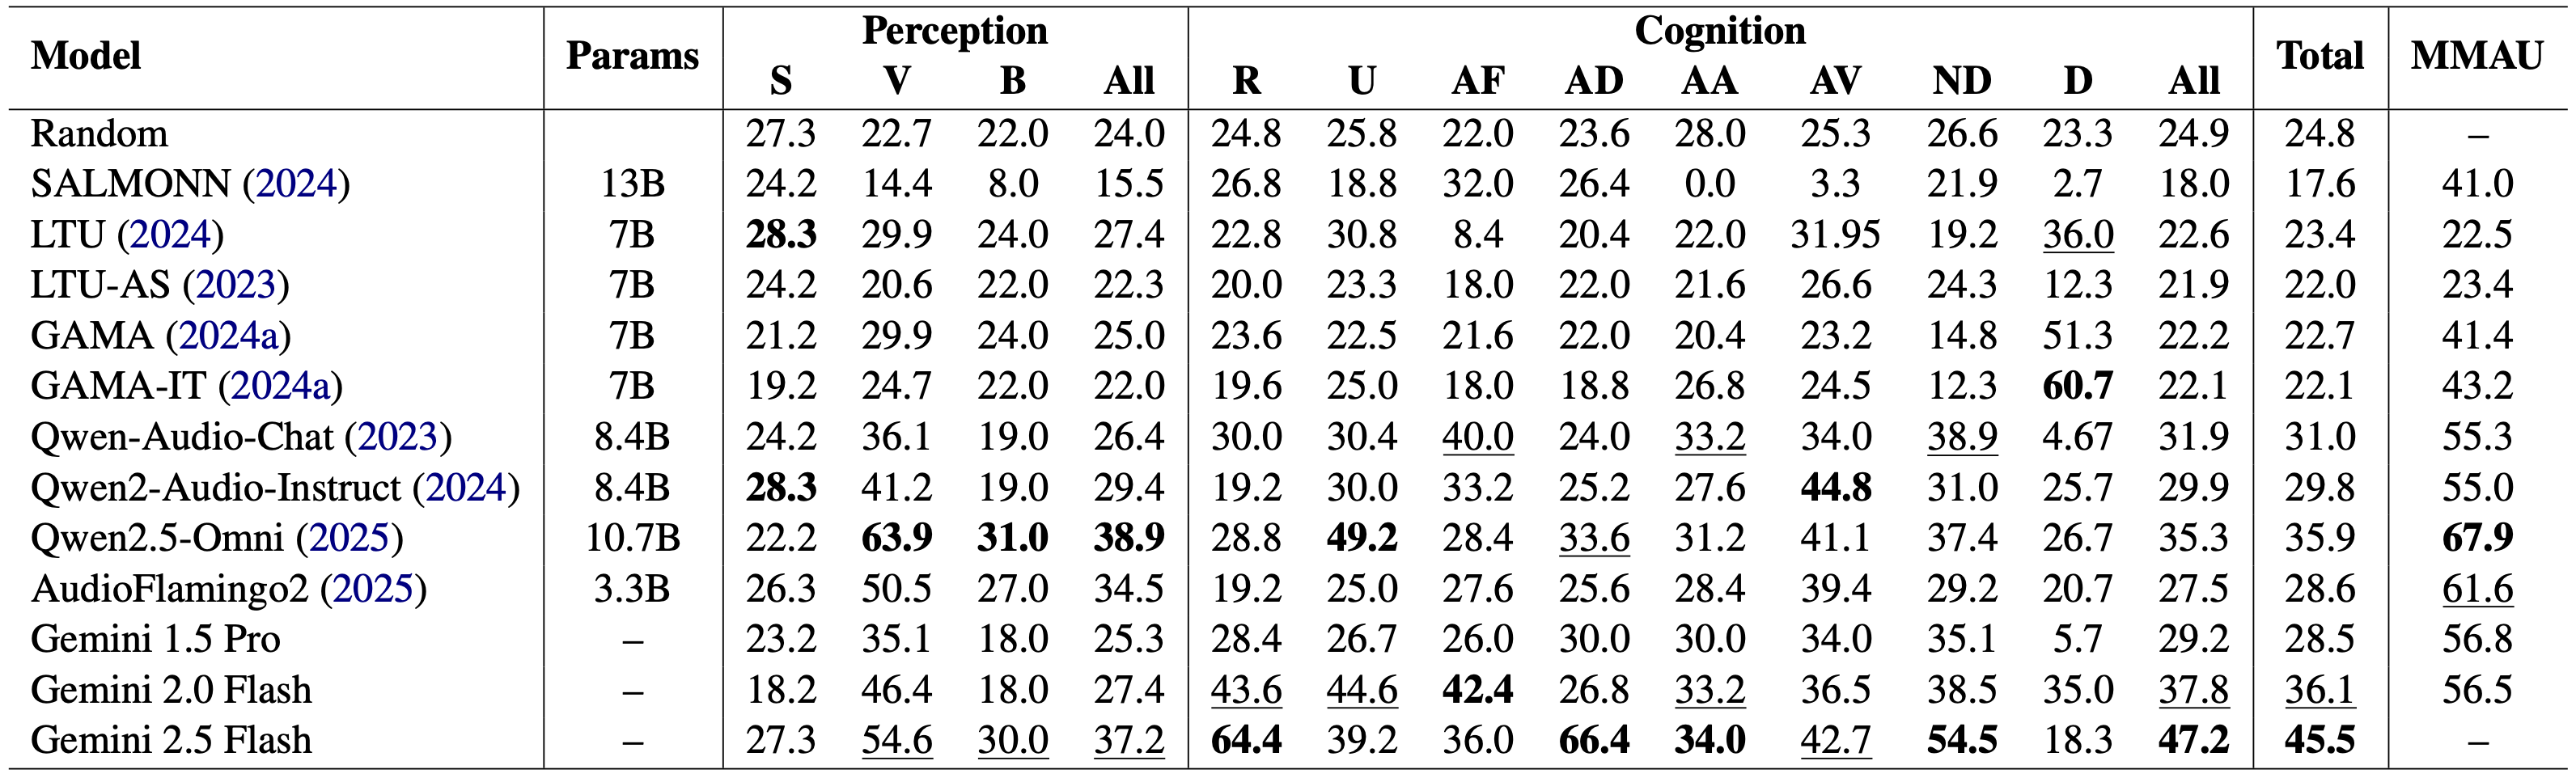 Model Params Perception Cognition Total MMAU
S V B All R U AF AD AA AV ND D All
Random 27.3 22.7 22.0 24.0 24.8 25.8 22.0 23.6 28.0 25.3 26.6 23.3 24.9 24.8 –
SALMONN (2024) 13B 24.2 14.4 8.0 15.5 26.8 18.8 32.0 26.4 0.0 3.3 21.9 2.7 18.0 17.6 41.0
LTU (2024) 7B 28.3 29.9 24.0 27.4 22.8 30.8 8.4 20.4 22.0 31.95 19.2 36.0 22.6 23.4 22.5
LTU-AS (2023) 7B 24.2 20.6 22.0 22.3 20.0 23.3 18.0 22.0 21.6 26.6 24.3 12.3 21.9 22.0 23.4
GAMA (2024a) 7B 21.2 29.9 24.0 25.0 23.6 22.5 21.6 22.0 20.4 23.2 14.8 51.3 22.2 22.7 41.4
GAMA-IT (2024a) 7B 19.2 24.7 22.0 22.0 19.6 25.0 18.0 18.8 26.8 24.5 12.3 60.7 22.1 22.1 43.2
Qwen-Audio-Chat (2023) 8.4B 24.2 36.1 19.0 26.4 30.0 30.4 40.0 24.0 33.2 34.0 38.9 4.67 31.9 31.0 55.3
Qwen2-Audio-Instruct (2024) 8.4B 28.3 41.2 19.0 29.4 19.2 30.0 33.2 25.2 27.6 44.8 31.0 25.7 29.9 29.8 55.0
Qwen2.5-Omni (2025) 10.7B 22.2 63.9 31.0 38.9 28.8 49.2 28.4 33.6 31.2 41.1 37.4 26.7 35.3 35.9 67.9
AudioFlamingo2 (2025) 3.3B 26.3 50.5 27.0 34.5 19.2 25.0 27.6 25.6 28.4 39.4 29.2 20.7 27.5 28.6 61.6
Gemini 1.5 Pro – 23.2 35.1 18.0 25.3 28.4 26.7 26.0 30.0 30.0 34.0 35.1 5.7 29.2 28.5 56.8
Gemini 2.0 Flash – 18.2 46.4 18.0 27.4 43.6 44.6 42.4 26.8 33.2 36.5 38.5 35.0 37.8 36.1 56.5
Gemini 2.5 Flash – 27.3 54.6 30.0 37.2 64.4 39.2 36.0 66.4 34.0 42.7 54.5 18.3 47.2 45.5 –